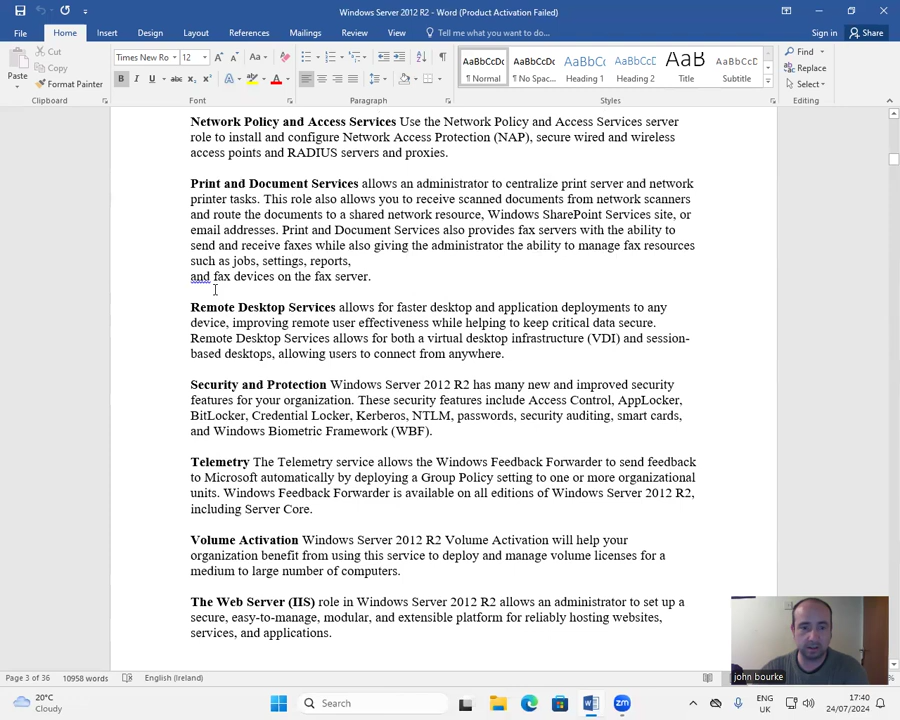 Windows Server 2012 R2 - Word (Product Activation Failed)
File Home Insert Design Layout References Mailings Review View Tell me what you want to do... Sign in Share
Paste
Cut
Copy
Format Painter
Times New Ro 12 Aa
B I U abc x₂ x² A
AaBbCcDc AaBbCcDc AaBbCc AaBbCcD AaB AaBbCcD
¶ Normal ¶ No Spac... Heading 1 Heading 2 Title Subtitle
Find
Replace
Select
Clipboard Font Paragraph Styles Editing
Network Policy and Access Services Use the Network Policy and Access Services server
role to install and configure Network Access Protection (NAP), secure wired and wireless
access points and RADIUS servers and proxies.
Print and Document Services allows an administrator to centralize print server and network
printer tasks. This role also allows you to receive scanned documents from network scanners
and route the documents to a shared network resource, Windows SharePoint Services site, or
email addresses. Print and Document Services also provides fax servers with the ability to
send and receive faxes while also giving the administrator the ability to manage fax resources
such as jobs, settings, reports,
and fax devices on the fax server.
Remote Desktop Services allows for faster desktop and application deployments to any
device, improving remote user effectiveness while helping to keep critical data secure.
Remote Desktop Services allows for both a virtual desktop infrastructure (VDI) and session-
based desktops, allowing users to connect from anywhere.
Security and Protection Windows Server 2012 R2 has many new and improved security
features for your organization. These security features include Access Control, AppLocker,
BitLocker, Credential Locker, Kerberos, NTLM, passwords, security auditing, smart cards,
and Windows Biometric Framework (WBF).
Telemetry The Telemetry service allows the Windows Feedback Forwarder to send feedback
to Microsoft automatically by deploying a Group Policy setting to one or more organizational
units. Windows Feedback Forwarder is available on all editions of Windows Server 2012 R2,
including Server Core.
Volume Activation Windows Server 2012 R2 Volume Activation will help your
organization benefit from using this service to deploy and manage volume licenses for a
medium to large number of computers.
The Web Server (IIS) role in Windows Server 2012 R2 allows an administrator to set up a
secure, easy-to-manage, modular, and extensible platform for reliably hosting websites,
services, and applications.
john bourke
Page 3 of 36 10958 words English (Ireland)
20°C
Cloudy
Search
ENG
UK
17:40
24/07/2024